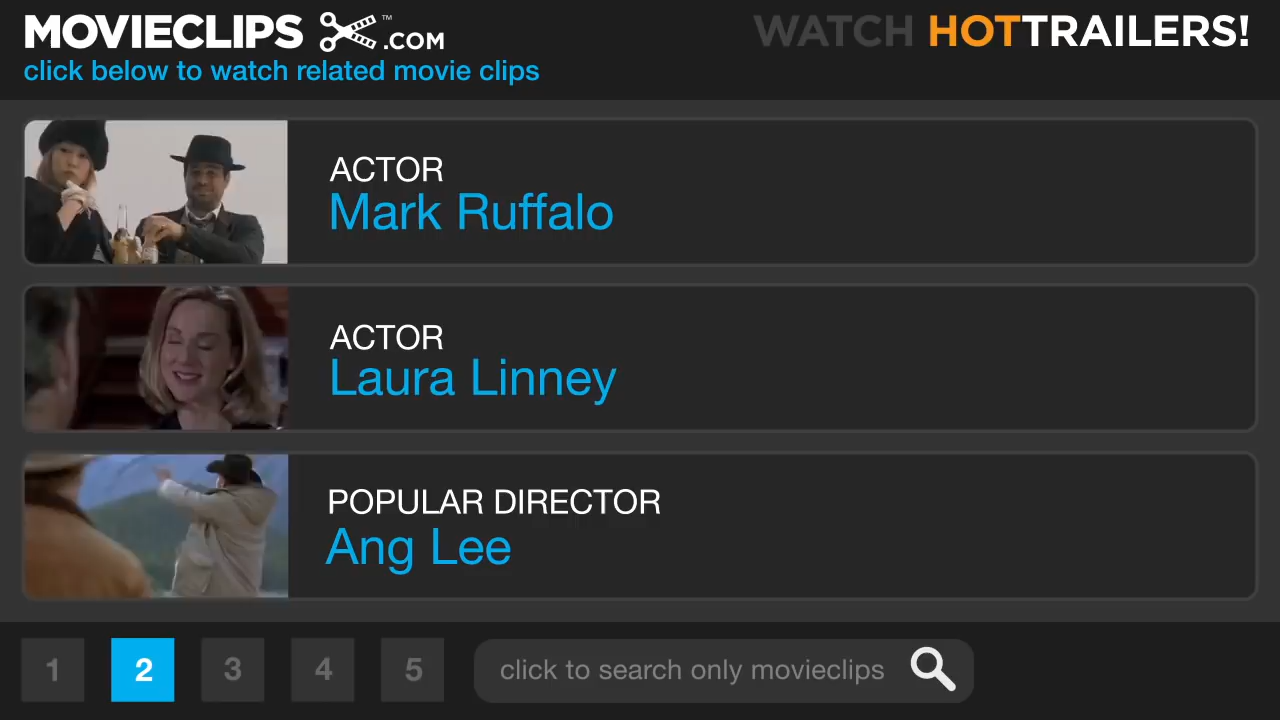 MOVIECLIPS ™ .COM
WATCH HOTTRAILERS!
click below to watch related movie clips
ACTOR
Mark Ruffalo
ACTOR
Laura Linney
POPULAR DIRECTOR
Ang Lee
1 2 3 4 5 click to search only movieclips